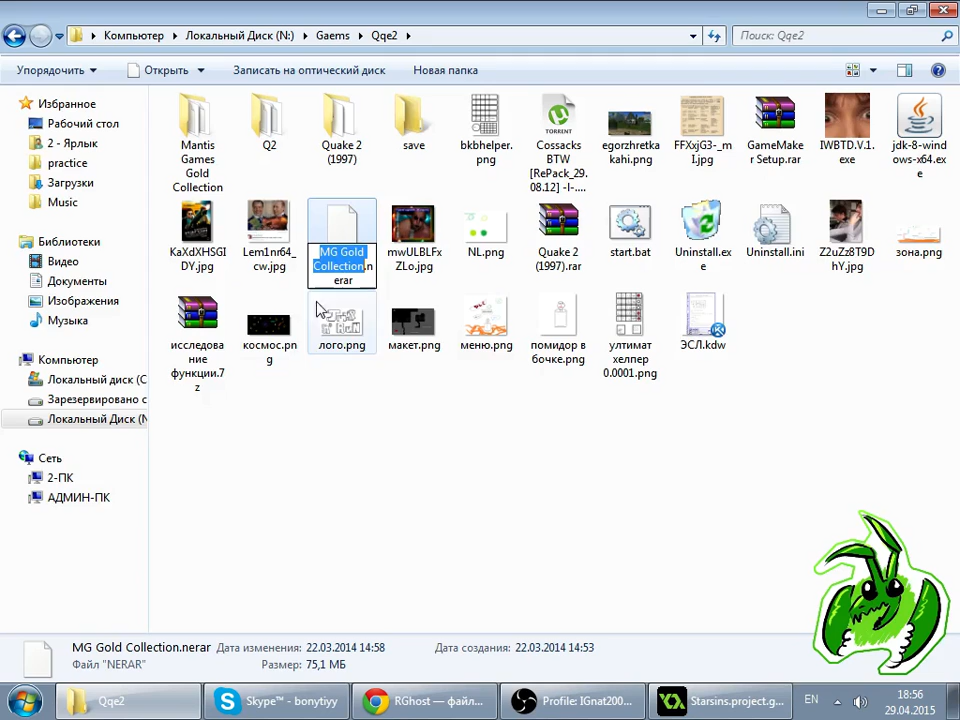 Компьютер
Локальный Диск (N:)
Gaems
Qqe2
Поиск: Qqe2
Упорядочить
Открыть
Записать на оптический диск
Новая папка
Избранное
Рабочий стол
2 - Ярлык
practice
Загрузки
Music
Библиотеки
Видео
Документы
Изображения
Музыка
Компьютер
Локальный диск (C
Зарезервировано с
Локальный Диск (N
Сеть
2-ПК
АДМИН-ПК
Mantis
Games
Gold
Collection
Q2
Quake 2
(1997)
save
bkbhelper.
png
TORRENT
Cossacks
BTW
[RePack_29.
08.12] -I-....
egorzhretka
kahi.png
FFXxjG3-_m
I.jpg
GameMake
r Setup.rar
IWBTD.V.1.
exe
jdk-8-wind
ows-x64.ex
e
KaXdXHSGI
DY.jpg
Lem1nr64_
cw.jpg
MG Gold
Collection.n
erar
mwULBLFx
ZLo.jpg
NL.png
Quake 2
(1997).rar
start.bat
Uninstall.ex
e
Uninstall.ini
Z2uZz8T9D
hY.jpg
зона.png
исследова
ние
функции.7
z
космос.pn
g
лого.png
макет.png
меню.png
помидор в
бочке.png
ултимат
хелпер
0.0001.png
ЭСЛ.kdw
MG Gold Collection.nerar
Дата изменения: 22.03.2014 14:58
Дата создания: 22.03.2014 14:53
Файл "NERAR"
Размер: 75,1 МБ
Qqe2
Skype™ - bonytiyy
RGhost — файл...
Profile: IGnat200...
Starsins.project.g...
EN
18:56
29.04.2015